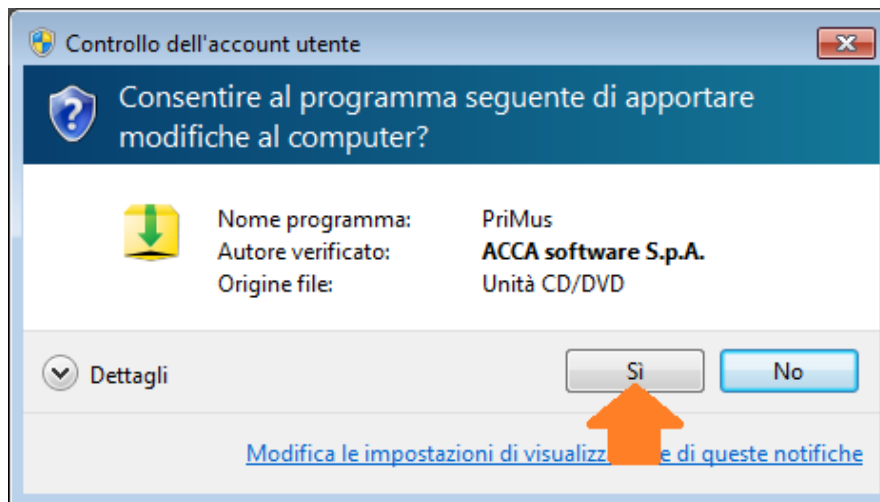 Controllo dell'account utente
Consentire al programma seguente di apportare
modifiche al computer?
Nome programma: PriMus
Autore verificato: ACCA software S.p.A.
Origine file: Unità CD/DVD
Dettagli
Sì
No
Modifica le impostazioni di visualizz e di queste notifiche